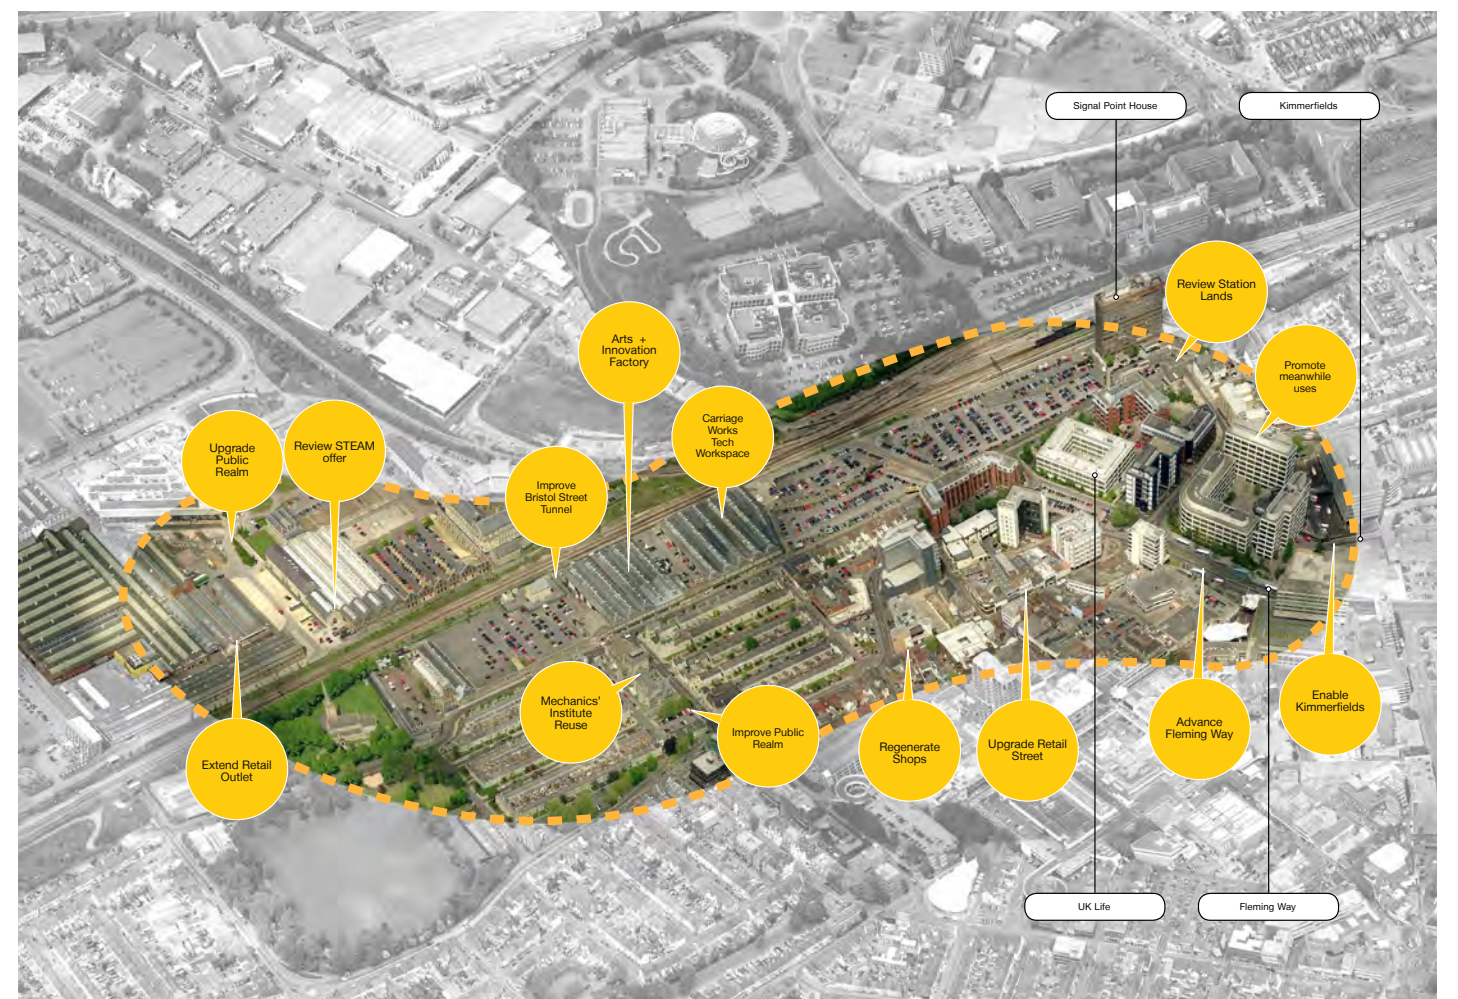 Signal Point House
Kimmerfields
Review Station
Lands
Arts +
Innovation
Factory
Promote
meanwhile
uses
Carriage
Works
Tech
Workspace
Upgrade
Public
Realm
Review STEAM
offer
Improve
Bristol Street
Tunnel
Mechanics'
Institute
Reuse
Improve Public
Realm
Extend Retail
Outlet
Regenerate
Shops
Upgrade Retail
Street
Advance
Fleming Way
Enable
Kimmerfields
UK Life
Fleming Way